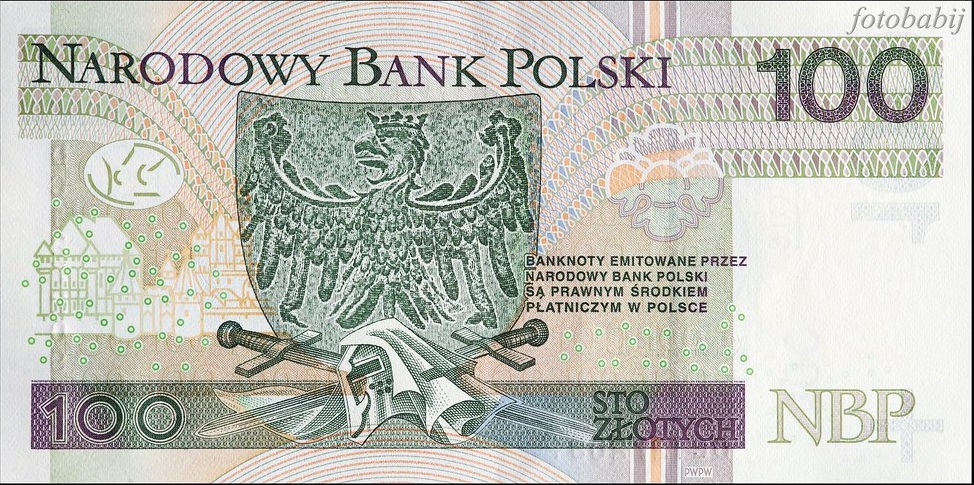 fotobabij
NARODOWY BANK POLSKI
100
BANKNOTY EMITOWANE PRZEZ
NARODOWY BANK POLSKI
SĄ PRAWNYM ŚRODKIEM
PŁATNICZYM W POLSCE
100
STO
ZŁOTYCH
NBP
PWPW